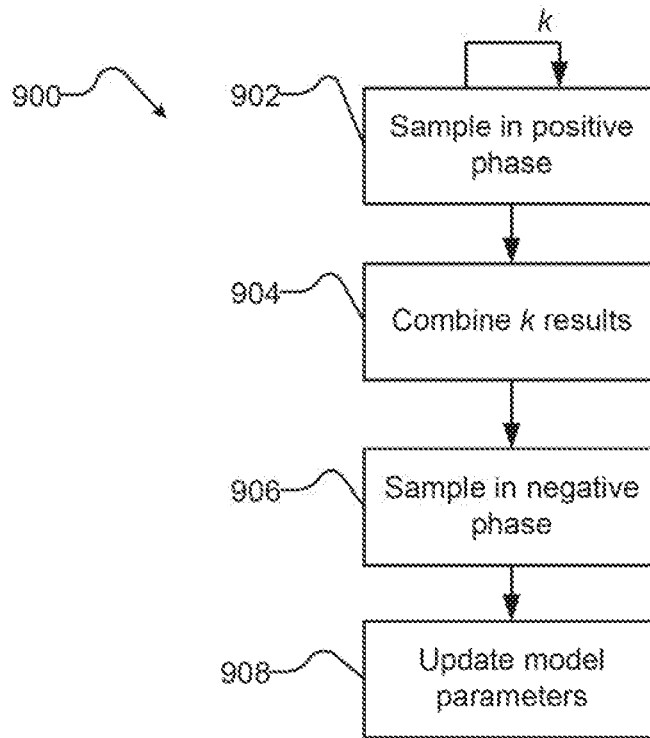 k
900
902
Sample in positive
phase
904
Combine k results
906
Sample in negative
phase
908
Update model
parameters